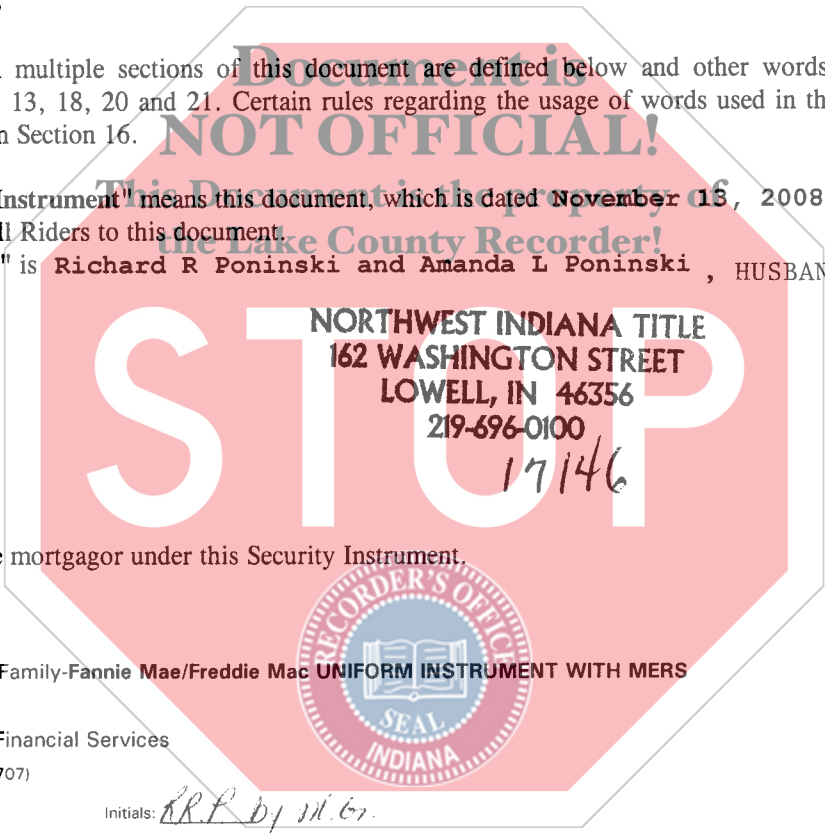 Document is
multiple sections of this document are defined below and other words
13, 18, 20 and 21. Certain rules regarding the usage of words used in th
n Section 16.
NOT OFFICIAL!
This Document is the property of
Instrument" means this document, which is dated November 13, 2008
ll Riders to this document.
the Lake County Recorder!
" is Richard R Poninski and Amanda L Poninski , HUSBAN
NORTHWEST INDIANA TITLE
162 WASHINGTON STREET
LOWELL, IN 46356
219-696-0100
17146
STOP
e mortgagor under this Security Instrument.
RECORDER'S OFFICE
Family-Fannie Mae/Freddie Mac UNIFORM INSTRUMENT WITH MERS
SEAL
INDIANA
Financial Services
707)
Initials: R.R.P by M.Gr.